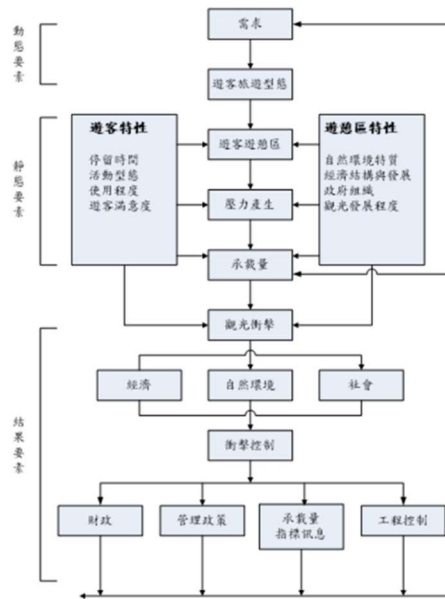 動態要素
需求
遊客旅遊型態
靜態要素
遊客特性
停留時間
活動型態
使用程度
遊客滿意度
遊客遊憩區
壓力產生
承載量
遊憩區特性
自然環境特質
經濟結構與發展
政府組織
觀光發展程度
結果要素
觀光衝擊
經濟
自然環境
社會
衝擊控制
財政
管理政策
承載量
指標訊息
工程控制